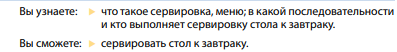 Вы узнаете: что такое сервировка, меню; в какой последовательности
и кто выполняет сервировку стола к завтраку.
Вы сможете: сервировать стол к завтраку.